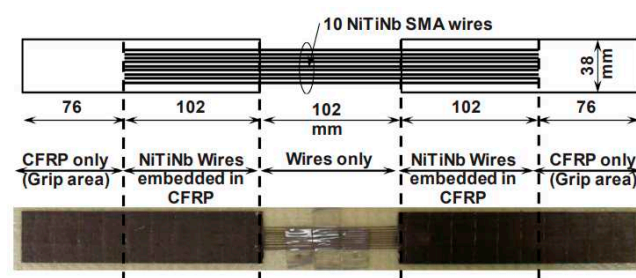 10 NiTiNb SMA wires
38
mm
76
102
102
mm
102
76
CFRP only
(Grip area)
NiTiNb Wires
embedded in
CFRP
Wires only
NiTiNb Wires
embedded in
CFRP
CFRP only
(Grip area)